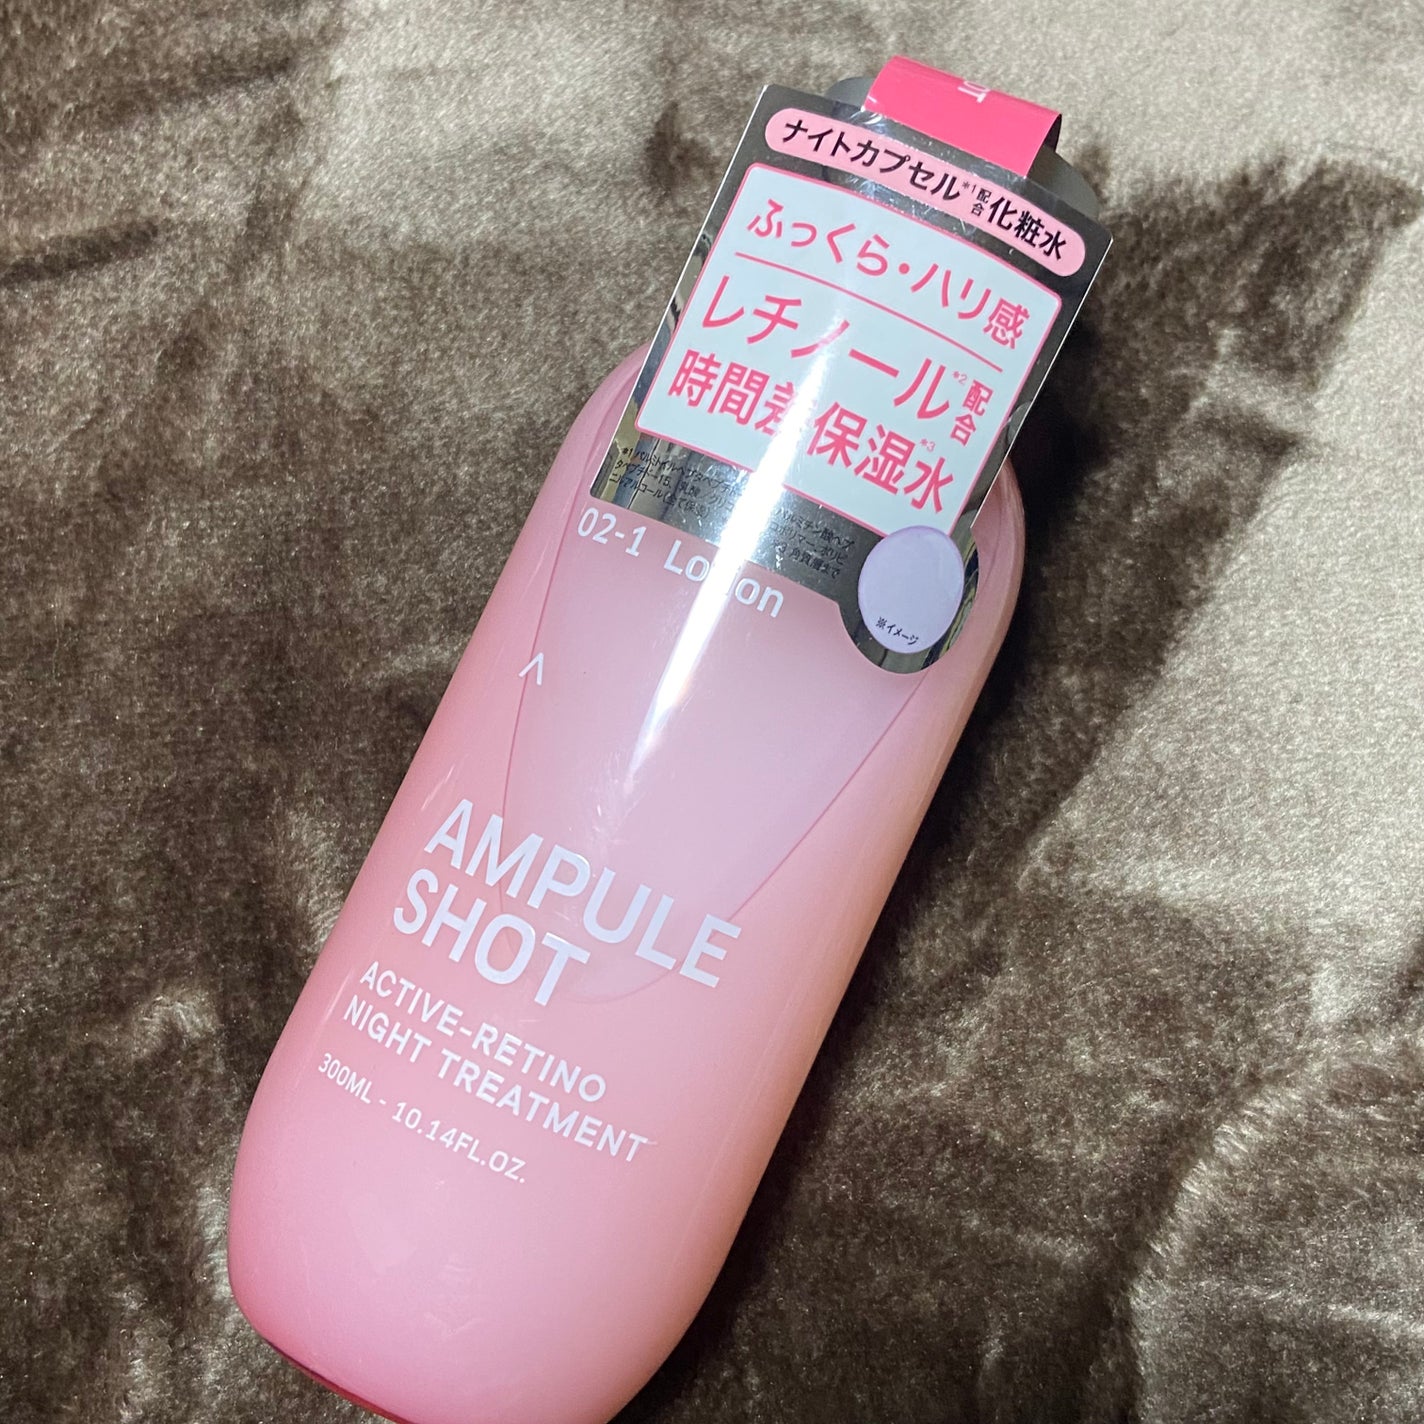 ナイトカプセル*1配合化粧水
ふっくら・ハリ感
レチノール*2配合
時間差保湿水*3
※イメージ
02-1 Lotion
AMPULE
SHOT
ACTIVE-RETINO
NIGHT TREATMENT
300ML - 10.14FL.OZ.